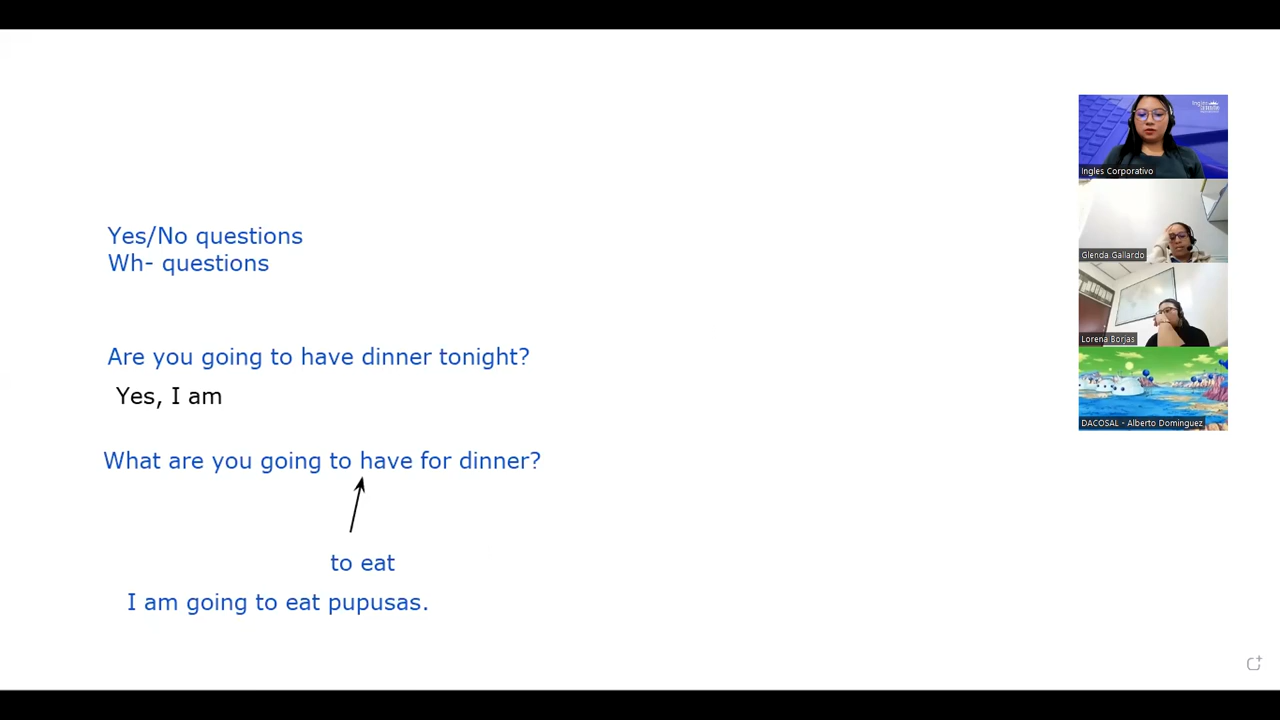 Yes/No questions
Wh- questions
Are you going to have dinner tonight?
Yes, I am
What are you going to have for dinner?
to eat
I am going to eat pupusas.
Ingles Corporativo
Glenda Gallardo
Lorena Borjas
DACOSAL - Alberto Dominguez